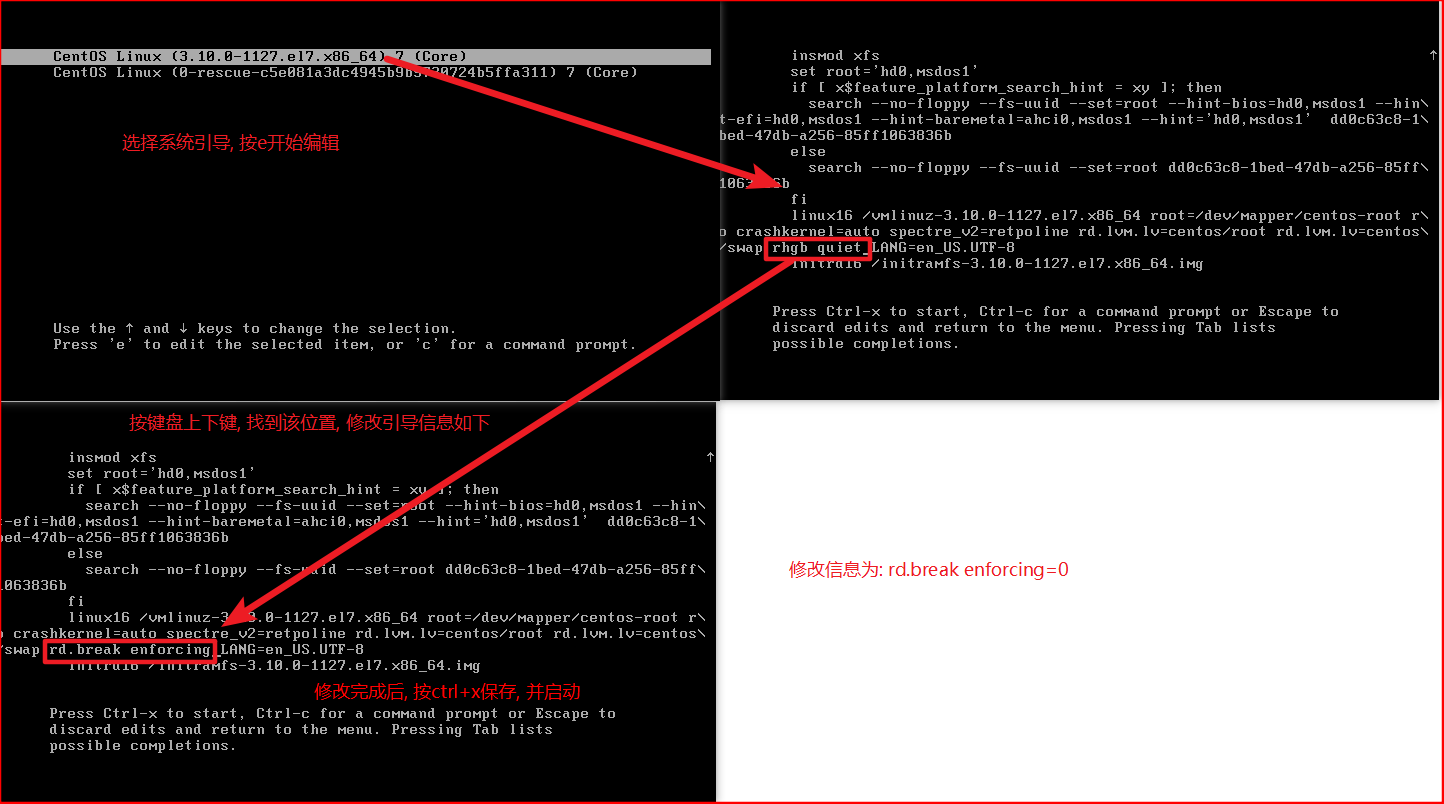 CentOS Linux (3.10.0-1127.el7.x86_64) 7 (Core)
CentOS Linux (0-rescue-c5e081a3dc4945b9b9730724b5ffa311) 7 (Core)
选择系统引导, 按e开始编辑
Use the ↑ and ↓ keys to change the selection.
Press 'e' to edit the selected item, or 'c' for a command prompt.
insmod xfs
↑
set root='hd0,msdos1'
if [ x$feature_platform_search_hint = xy ]; then
search --no-floppy --fs-uuid --set=root --hint-bios=hd0,msdos1 --hin\
t-efi=hd0,msdos1 --hint-baremetal=ahci0,msdos1 --hint='hd0,msdos1'  dd0c63c8-1\
bed-47db-a256-85ff1063836b
else
search --no-floppy --fs-uuid --set=root dd0c63c8-1bed-47db-a256-85ff\
1063836b
fi
linux16 /vmlinuz-3.10.0-1127.el7.x86_64 root=/dev/mapper/centos-root r\
o crashkernel=auto spectre_v2=retpoline rd.lvm.lv=centos/root rd.lvm.lv=centos\
/swap rhgb quiet LANG=en_US.UTF-8
initrd16 /initramfs-3.10.0-1127.el7.x86_64.img
Press Ctrl-x to start, Ctrl-c for a command prompt or Escape to
discard edits and return to the menu. Pressing Tab lists
possible completions.
按键盘上下键, 找到该位置, 修改引导信息如下
insmod xfs
↑
set root='hd0,msdos1'
if [ x$feature_platform_search_hint = xy ]; then
search --no-floppy --fs-uuid --set=root --hint-bios=hd0,msdos1 --hin\
t-efi=hd0,msdos1 --hint-baremetal=ahci0,msdos1 --hint='hd0,msdos1'  dd0c63c8-1\
bed-47db-a256-85ff1063836b
else
search --no-floppy --fs-uuid --set=root dd0c63c8-1bed-47db-a256-85ff\
1063836b
fi
linux16 /vmlinuz-3.10.0-1127.el7.x86_64 root=/dev/mapper/centos-root r\
o crashkernel=auto spectre_v2=retpoline rd.lvm.lv=centos/root rd.lvm.lv=centos\
/swap rd.break enforcing_LANG=en_US.UTF-8
initrd16 /initramfs-3.10.0-1127.el7.x86_64.img
修改完成后, 按ctrl+x保存, 并启动
Press Ctrl-x to start, Ctrl-c for a command prompt or Escape to
discard edits and return to the menu. Pressing Tab lists
possible completions.
修改信息为: rd.break enforcing=0